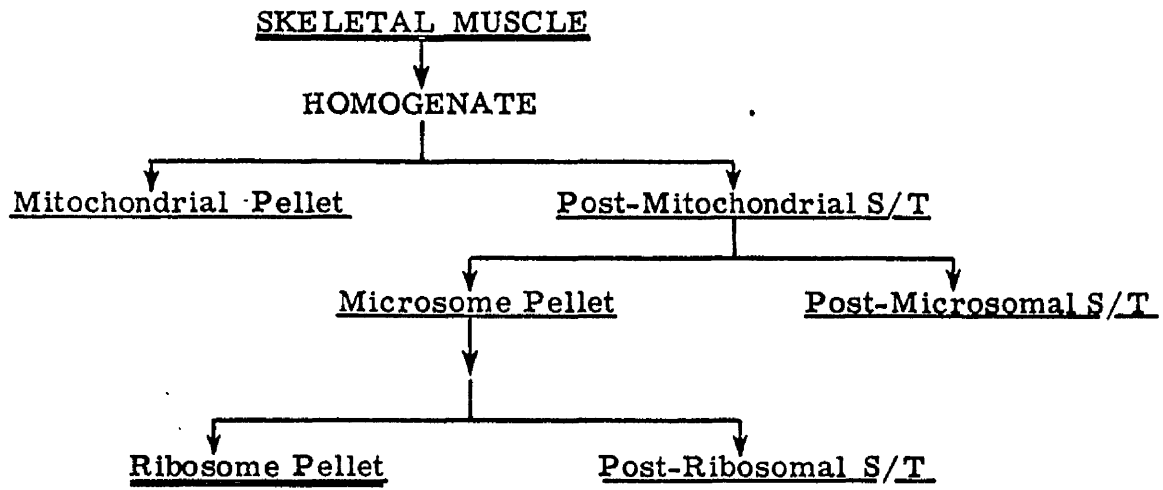 SKELETAL MUSCLE
HOMOGENATE
Mitochondrial Pellet
Post-Mitochondrial S/T
Microsome Pellet
Post-Microsomal S/T
Ribosome Pellet
Post-Ribosomal S/T